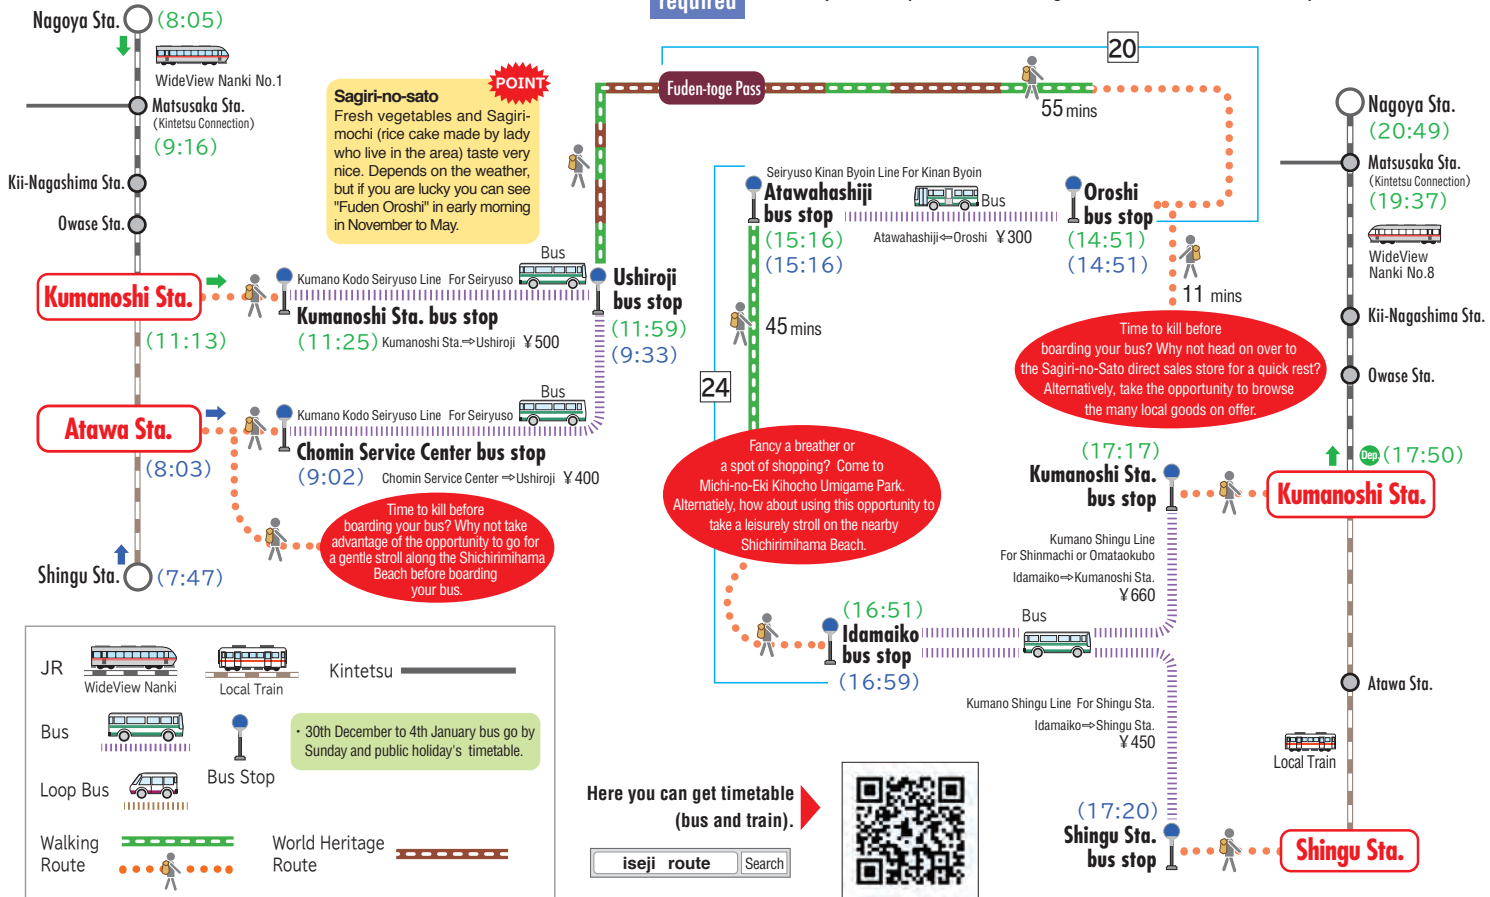 required
Nagoya Sta.
(8:05)
WideView Nanki No.1
Matsusaka Sta.
(Kintetsu Connection)
(9:16)
Kii-Nagashima Sta.
Owase Sta.
Kumanoshi Sta.
(11:13)
Atawa Sta.
(8:03)
Shingu Sta.
(7:47)
POINT
Sagiri-no-sato
Fresh vegetables and Sagiri-
mochi (rice cake made by lady
who live in the area) taste very
nice. Depends on the weather,
but if you are lucky you can see
"Fuden Oroshi" in early morning
in November to May.
Bus
Kumano Kodo Seiryuso Line For Seiryuso
Kumanoshi Sta. bus stop
(11:25)
Kumanoshi Sta.⇨Ushiroji ¥500
Ushiroji
bus stop
(11:59)
(9:33)
Bus
Kumano Kodo Seiryuso Line For Seiryuso
Chomin Service Center bus stop
(9:02)
Chomin Service Center ⇨Ushiroji ¥400
Time to kill before
boarding your bus? Why not take
advantage of the opportunity to go for
a gentle stroll along the Shichirimihama
Beach before boarding
your bus.
Fuden-toge Pass
20
55 mins
Seiryuso Kinan Byoin Line For Kinan Byoin
Atawahashiji
bus stop
(15:16)
(15:16)
Bus
Atawahashiji⇦Oroshi ¥300
Oroshi
bus stop
(14:51)
(14:51)
11 mins
Time to kill before
boarding your bus? Why not head on over to
the Sagiri-no-Sato direct sales store for a quick rest?
Alternatively, take the opportunity to browse
the many local goods on offer.
45 mins
24
Fancy a breather or
a spot of shopping? Come to
Michi-no-Eki Kihocho Umigame Park.
Alternatiely, how about using this opportunity to
take a leisurely stroll on the nearby
Shichirimihama Beach.
(16:51)
Idamaiko
bus stop
(16:59)
Bus
(17:17)
Kumanoshi Sta.
bus stop
Kumano Shingu Line
For Shinmachi or Omataokubo
Idamaiko⇨Kumanoshi Sta.
¥660
Kumano Shingu Line For Shingu Sta.
Idamaiko⇨Shingu Sta.
¥450
(17:20)
Shingu Sta.
bus stop
Nagoya Sta.
(20:49)
Matsusaka Sta.
(Kintetsu Connection)
(19:37)
WideView
Nanki No.8
Kii-Nagashima Sta.
Owase Sta.
Dep. (17:50)
Kumanoshi Sta.
Atawa Sta.
Local Train
Shingu Sta.
JR
WideView Nanki
Local Train
Kintetsu
Bus
Bus Stop
・30th December to 4th January bus go by
Sunday and public holiday's timetable.
Loop Bus
Walking
Route
World Heritage
Route
Here you can get timetable
(bus and train).
iseji route
Search